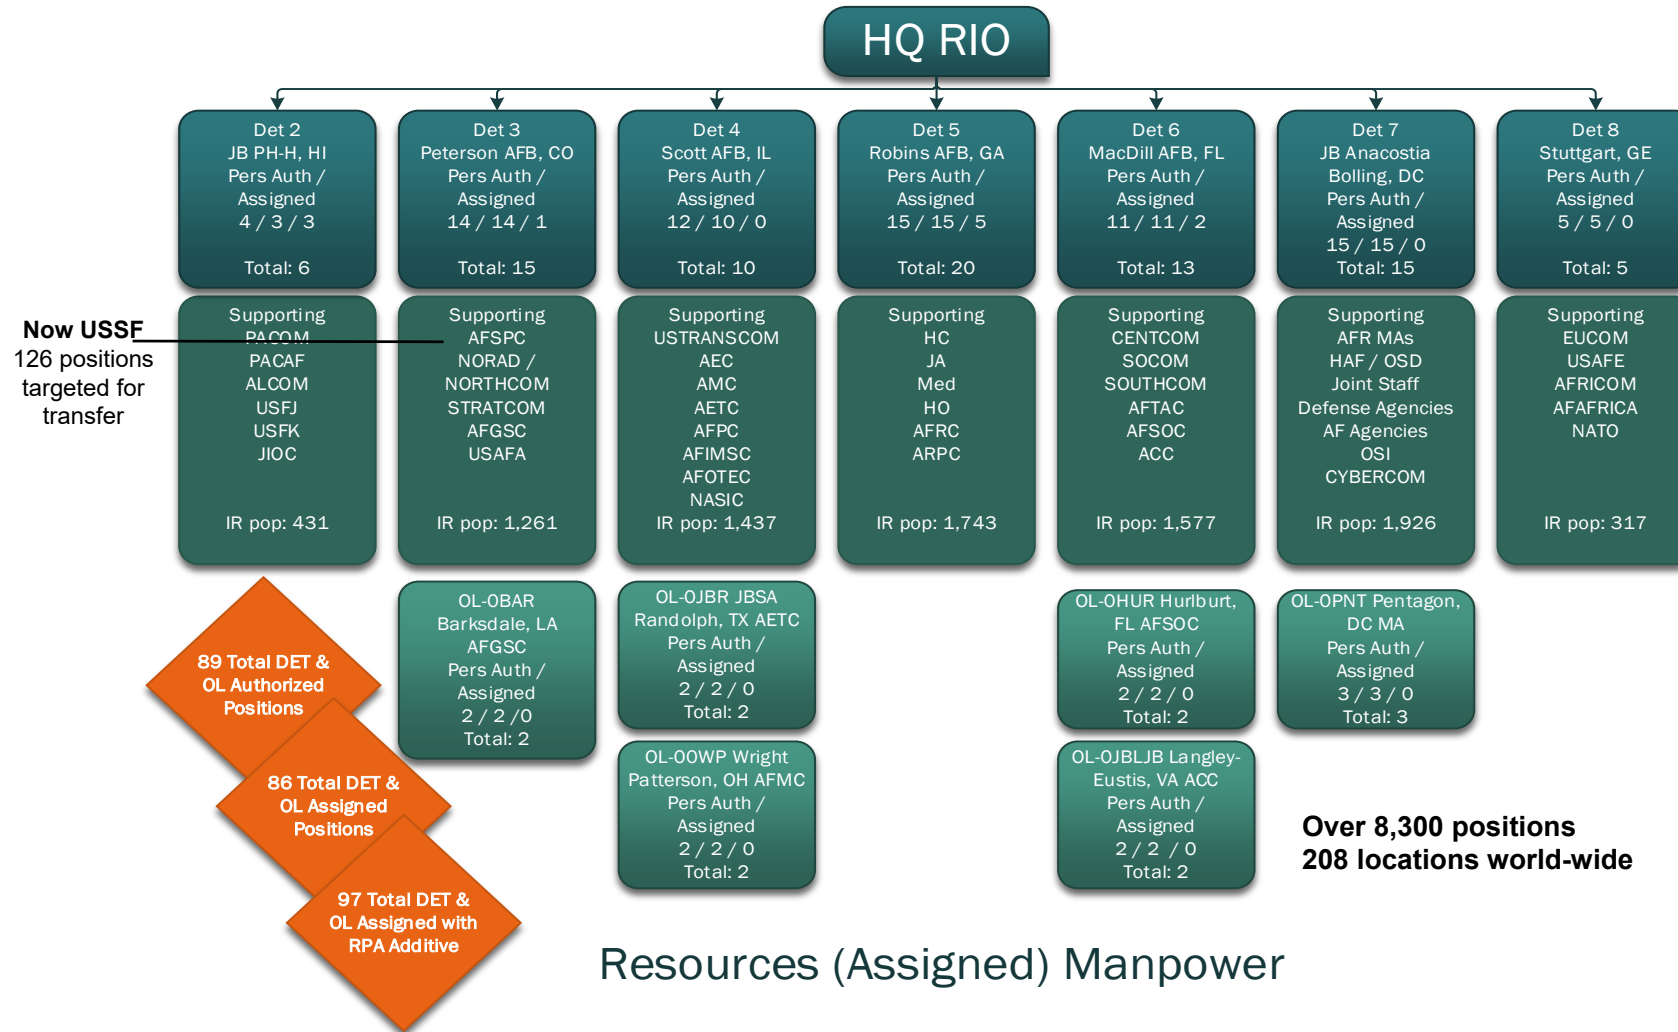 HQ RIO
Det 2
JB PH-H, HI
Pers Auth /
Assigned
4 / 3 / 3
Total: 6
Det 3
Peterson AFB, CO
Pers Auth /
Assigned
14 / 14 / 1
Total: 15
Det 4
Scott AFB, IL
Pers Auth /
Assigned
12 / 10 / 0
Total: 10
Det 5
Robins AFB, GA
Pers Auth /
Assigned
15 / 15 / 5
Total: 20
Det 6
MacDill AFB, FL
Pers Auth /
Assigned
11 / 11 / 2
Total: 13
Det 7
JB Anacostia
Bolling, DC
Pers Auth /
Assigned
15 / 15 / 0
Total: 15
Det 8
Stuttgart, GE
Pers Auth /
Assigned
5 / 5 / 0
Total: 5
Now USSF
126 positions
targeted for
transfer
Supporting
PACOM
PACAF
ALCOM
USFJ
USFK
JIOC
IR pop: 431
Supporting
AFSPC
NORAD /
NORTHCOM
STRATCOM
AFGSC
USAFA
IR pop: 1,261
Supporting
USTRANSCOM
AEC
AMC
AETC
AFPC
AFIMSC
AFOTEC
NASIC
IR pop: 1,437
Supporting
HC
JA
Med
HO
AFRC
ARPC
IR pop: 1,743
Supporting
CENTCOM
SOCOM
SOUTHCOM
AFTAC
AFSOC
ACC
IR pop: 1,577
Supporting
AFR MAs
HAF / OSD
Joint Staff
Defense Agencies
AF Agencies
OSI
CYBERCOM
IR pop: 1,926
Supporting
EUCOM
USAFE
AFRICOM
AFAFRICA
NATO
IR pop: 317
89 Total DET &
OL Authorized
Positions
86 Total DET &
OL Assigned
Positions
97 Total DET &
OL Assigned with
RPA Additive
OL-0BAR
Barksdale, LA
AFGSC
Pers Auth /
Assigned
2 / 2 /0
Total: 2
OL-0JBR JBSA
Randolph, TX AETC
Pers Auth /
Assigned
2 / 2 / 0
Total: 2
OL-00WP Wright
Patterson, OH AFMC
Pers Auth /
Assigned
2 / 2 / 0
Total: 2
OL-0HUR Hurlburt,
FL AFSOC
Pers Auth /
Assigned
2 / 2 / 0
Total: 2
OL-0JBLJB Langley-
Eustis, VA ACC
Pers Auth /
Assigned
2 / 2 / 0
Total: 2
OL-0PNT Pentagon,
DC MA
Pers Auth /
Assigned
3 / 3 / 0
Total: 3
Over 8,300 positions
208 locations world-wide
Resources (Assigned) Manpower